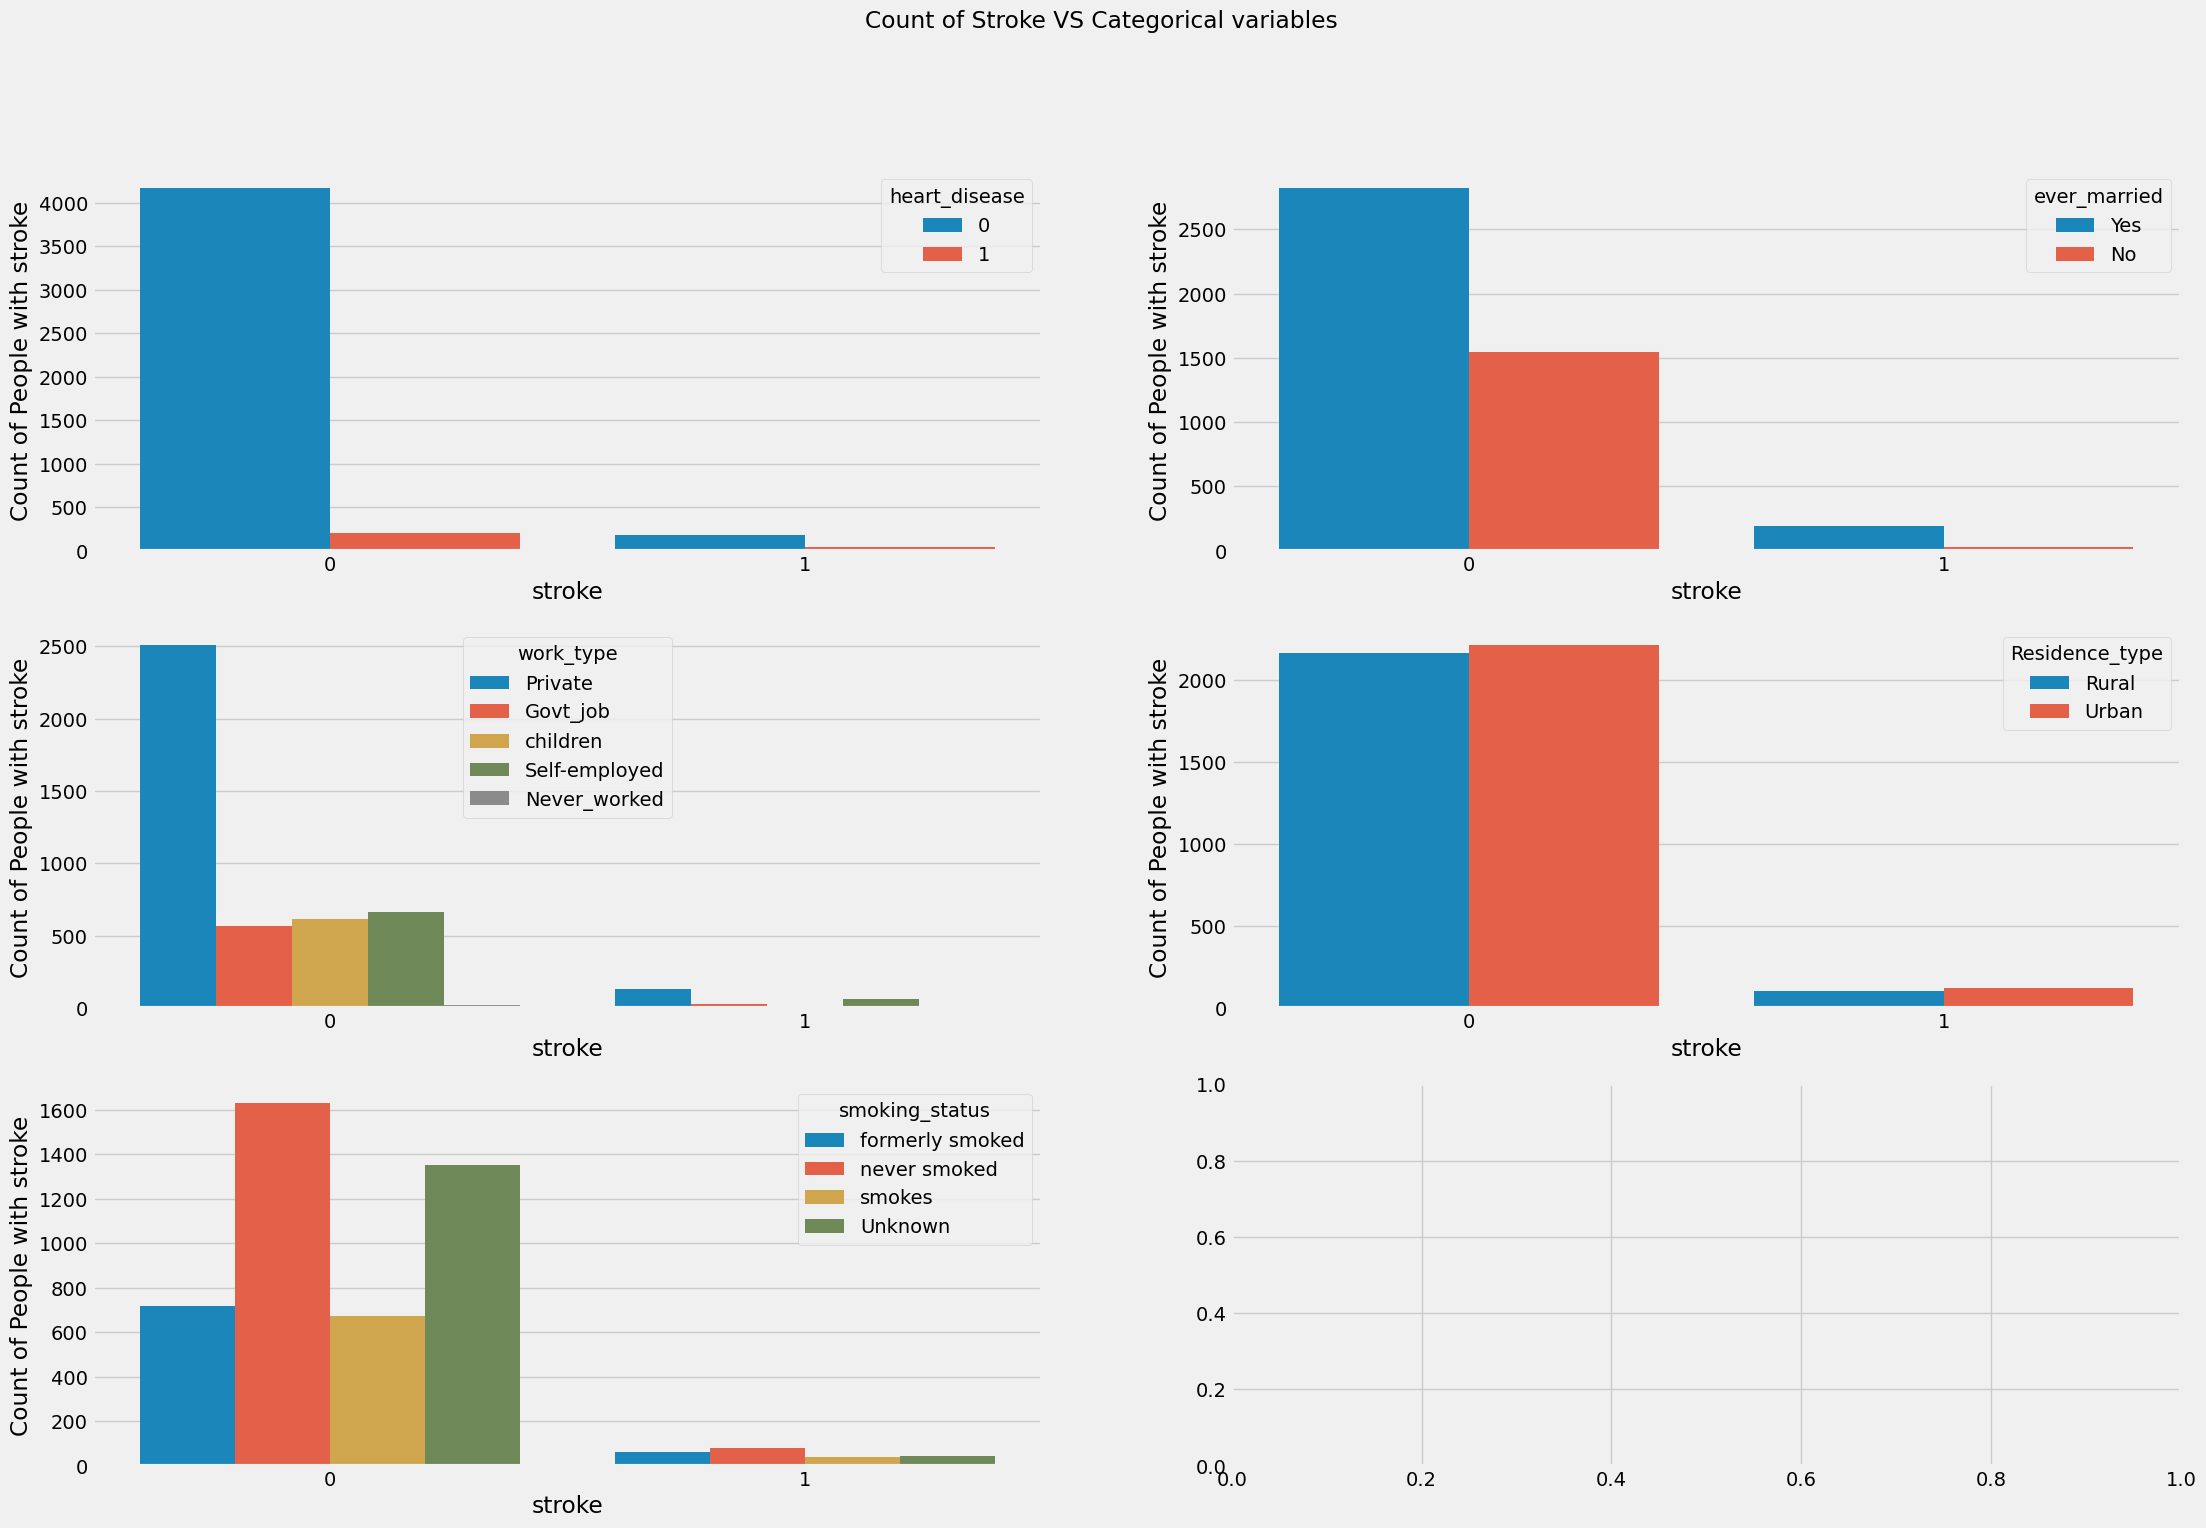 Count of Stroke VS Categorical variables
Count of People with stroke
4000
3500
3000
2500
2000
1500
1000
500
0
heart_disease
0
1
0 1
stroke
Count of People with stroke
2500
2000
1500
1000
500
0
ever_married
Yes
No
0 1
stroke
Count of People with stroke
2500
2000
1500
1000
500
0
work_type
Private
Govt_job
children
Self-employed
Never_worked
0 1
stroke
Count of People with stroke
2000
1500
1000
500
0
Residence_type
Rural
Urban
0 1
stroke
Count of People with stroke
1600
1400
1200
1000
800
600
400
200
0
smoking_status
formerly smoked
never smoked
smokes
Unknown
0 1
stroke
1.0
0.8
0.6
0.4
0.2
0.0
0.0 0.2 0.4 0.6 0.8 1.0